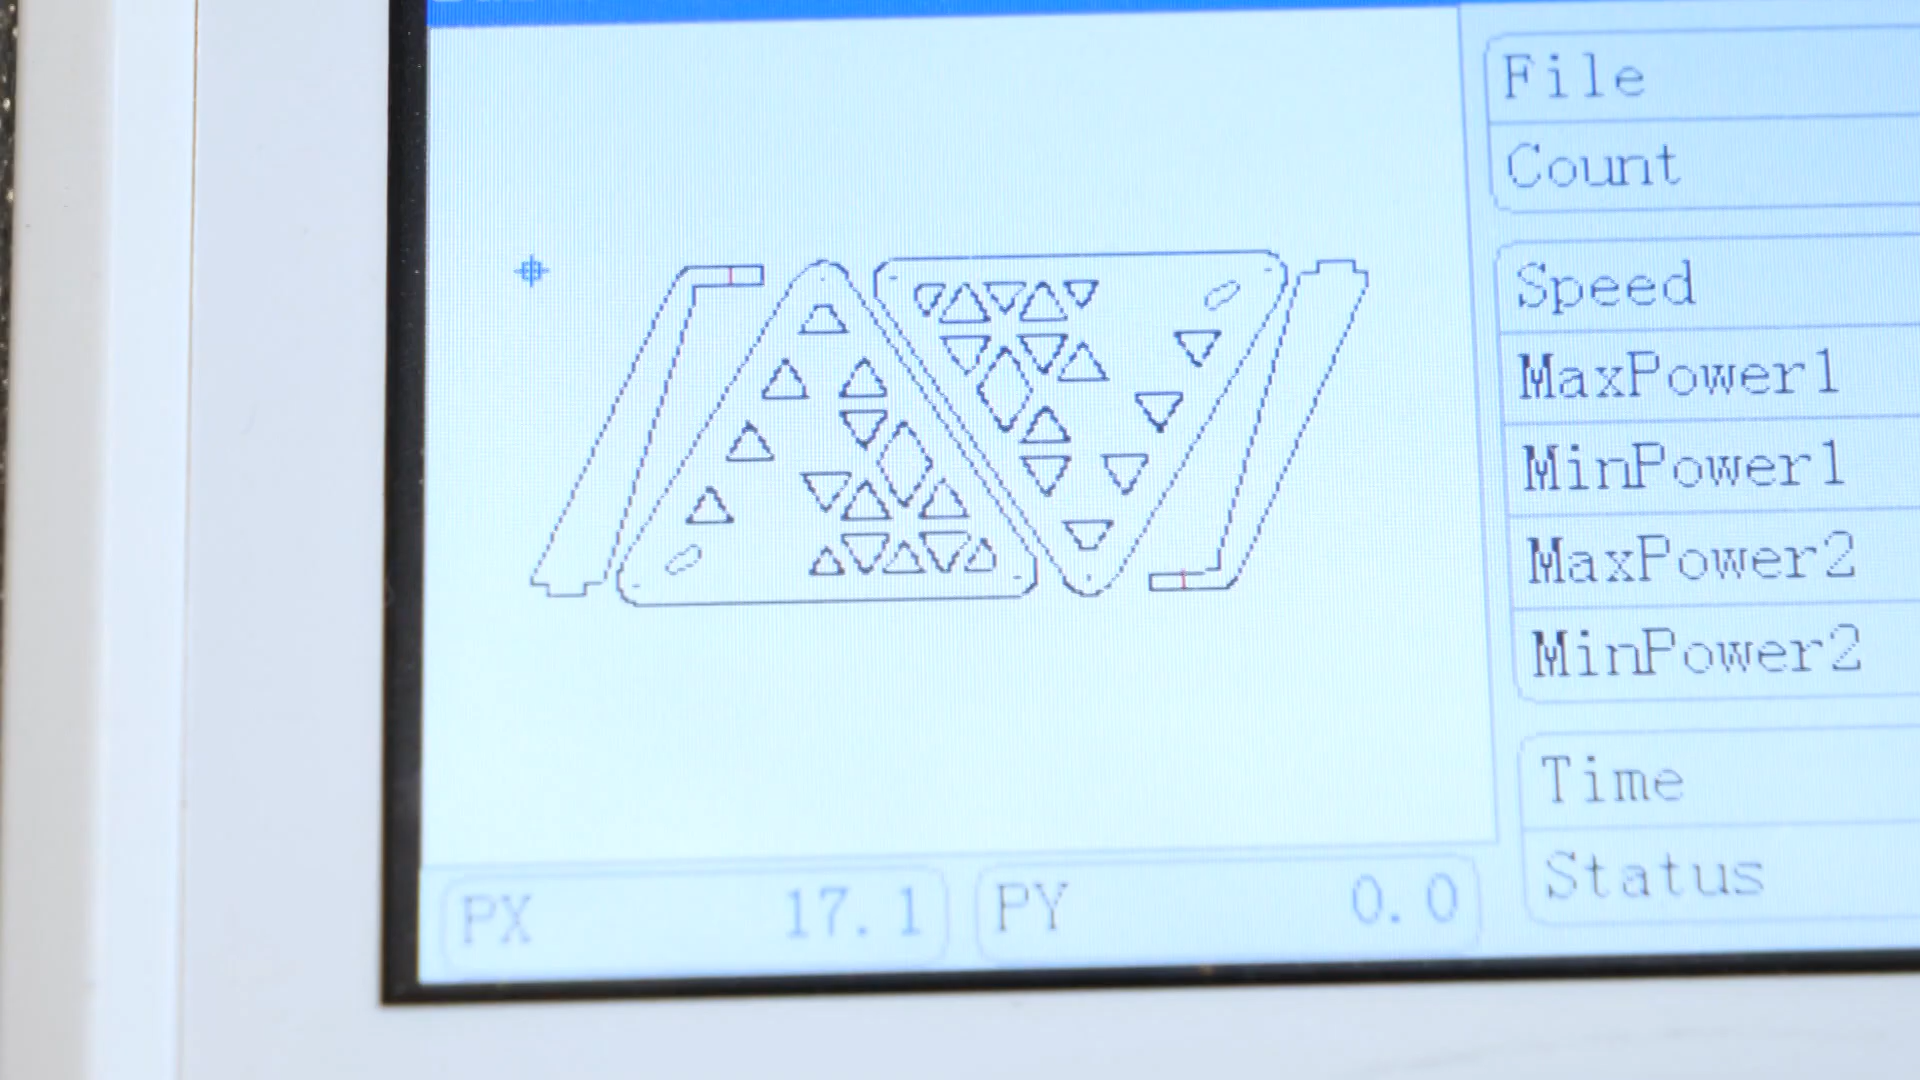 File
Count
Speed
MaxPower1
MinPower1
MaxPower2
MinPower2
Time
Status
PX 17.1 PY 0.0